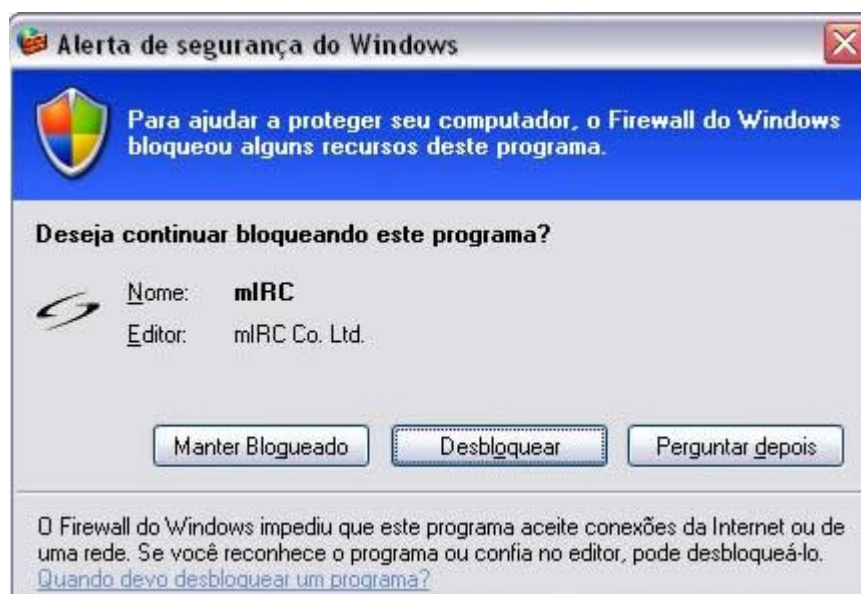 Alerta de segurança do Windows
Para ajudar a proteger seu computador, o Firewall do Windows
bloqueou alguns recursos deste programa.
Deseja continuar bloqueando este programa?
Nome: mIRC
Editor: mIRC Co. Ltd.
Manter Blogueado Desbloquear Perguntar depois
O Firewall do Windows impediu que este programa aceite conexões da Internet ou de
uma rede. Se você reconhece o programa ou confia no editor, pode desbloqueá-lo.
Quando devo desbloquear um programa?